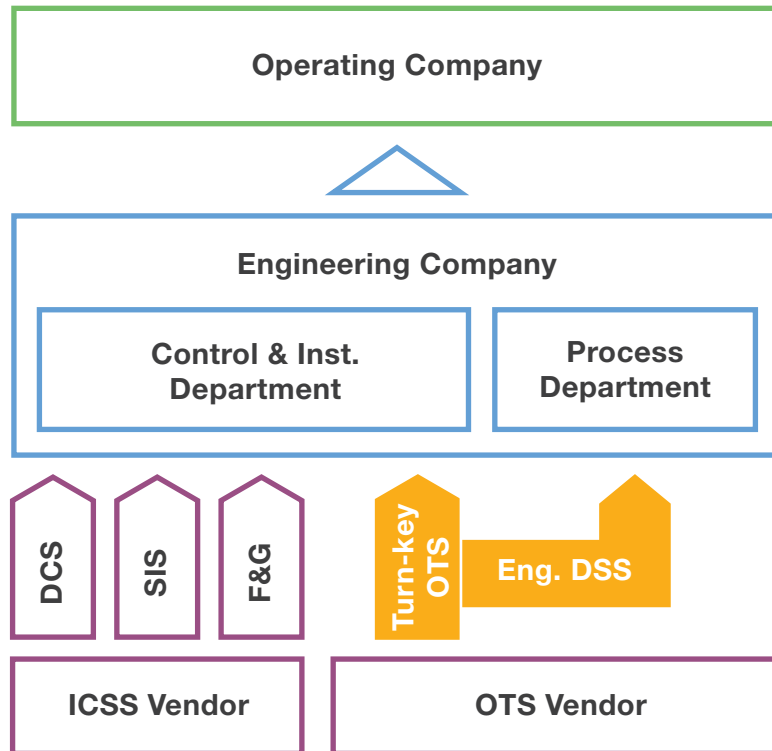 Operating Company
Engineering Company
Control & Inst.
Department
Process
Department
DCS
SIS
F&G
Turn-key
OTS
Eng. DSS
ICSS Vendor
OTS Vendor